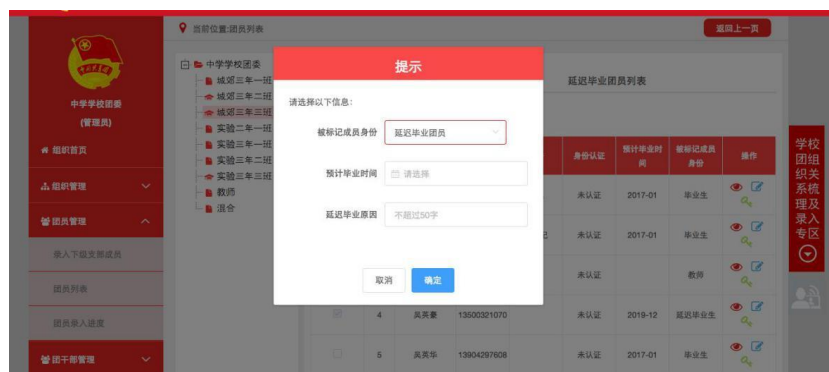 当前位置:团员列表
返回上一页
中学学校团委
(管理员)
组织首页
组织管理
团员管理
录入下级支部成员
团员列表
团员录入进度
团干部管理
中学学校团委
城郊三年一班
城郊三年二班
城郊三年三班
实验二年一班
实验三年一班
实验三年二班
实验三年三班
教师
混合
延迟毕业团员列表
提示
请选择以下信息:
被标记成员身份 延迟毕业团员
预计毕业时间 请选择
延迟毕业原因 不超过50字
取消 确定
身份认证 预计毕业时间 被标记成员身份 操作
未认证 2017-01 毕业生
未认证 2017-01 毕业生
未认证 教师
4 吴英豪 13500321070 未认证 2019-12 延迟毕业生
5 吴英华 13904297608 未认证 2017-01 毕业生
学校
团组
织关
系统
理及
录入
专区